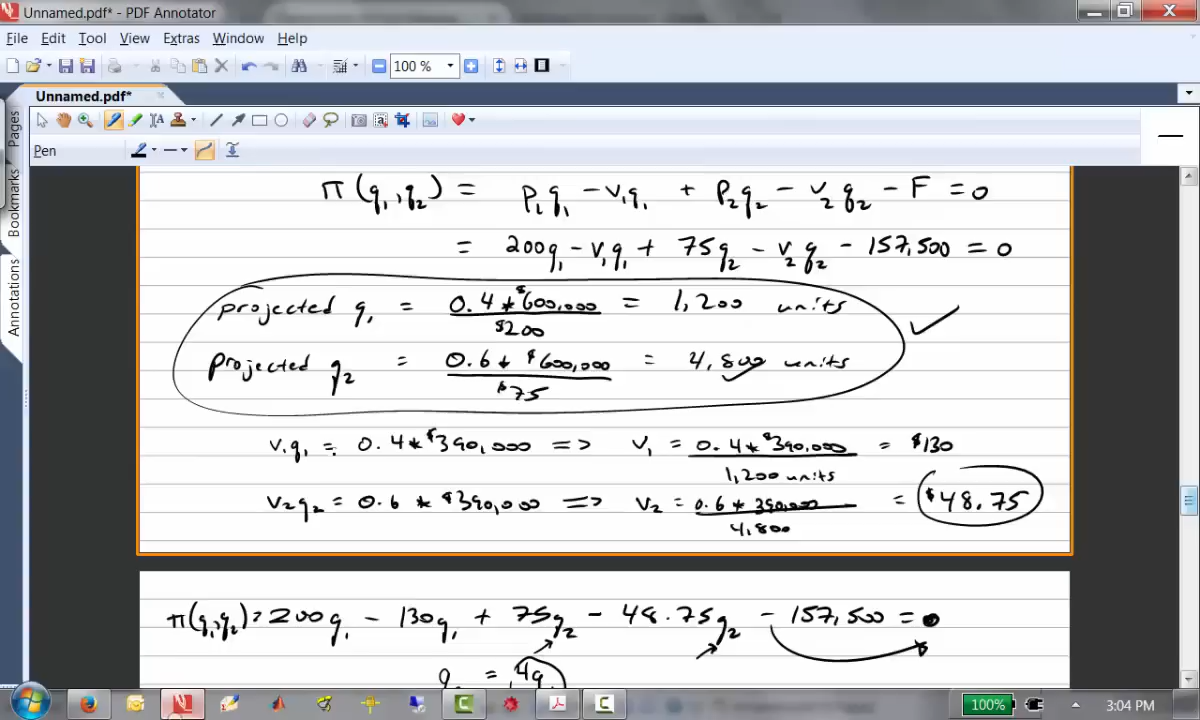 Unnamed.pdf* - PDF Annotator
File Edit Tool View Extras Window Help
100 %
Unnamed.pdf*
Pen
Pages
Bookmarks
Annotations
π(q₁,q₂) = p₁q₁ - v₁q₁ + p₂q₂ - v₂q₂ - F = 0
= 200q₁ - v₁q₁ + 75q₂ - v₂q₂ - 157,500 = 0
projected q₁ = 0.4 * $600,000 / $200 = 1,200 units
projected q₂ = 0.6 * $600,000 / $75 = 4,800 units
v₁q₁ = 0.4 * $390,000 => v₁ = 0.4 * $390,000 / 1,200 units = $130
v₂q₂ = 0.6 * $390,000 => v₂ = 0.6 * 390,000 / 4,800 = $48.75
π(q₁,q₂) = 200q₁ - 130q₁ + 75q₂ - 48.75q₂ - 157,500 = 0
= 4q
100%
3:04 PM